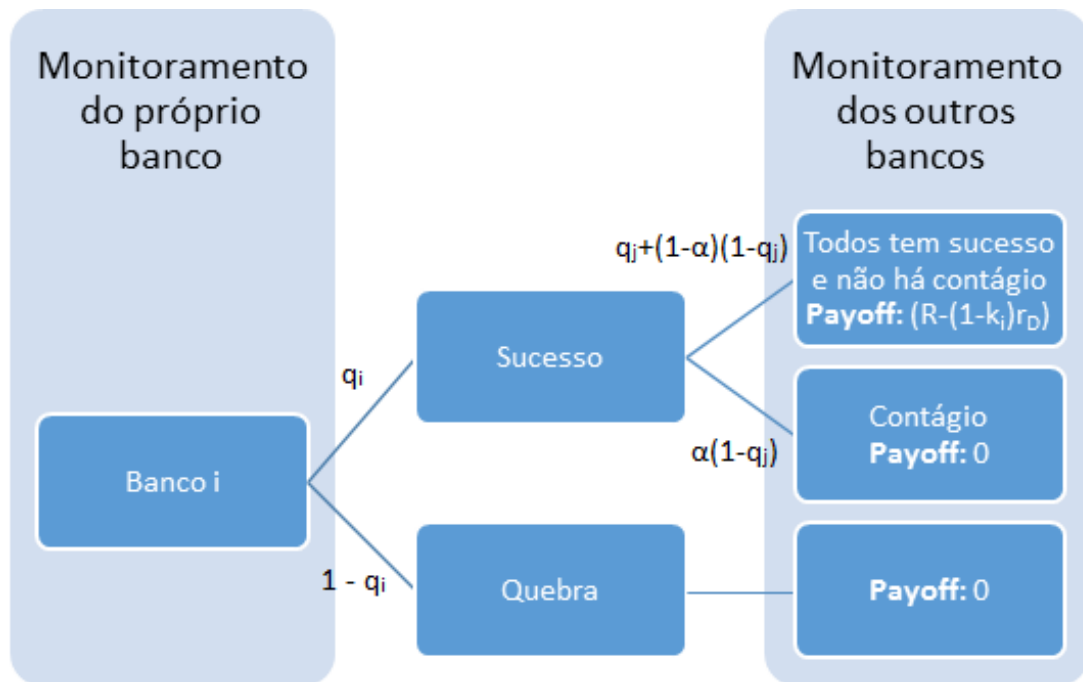 Monitoramento
do próprio
banco
Monitoramento
dos outros
bancos
qⱼ+(1-α)(1-qⱼ)
Todos tem sucesso
e não há contágio
Payoff: (R-(1-kᵢ)r_D)
Sucesso
qᵢ
α(1-qⱼ)
Contágio
Payoff: 0
Banco i
1 - qᵢ
Quebra
Payoff: 0